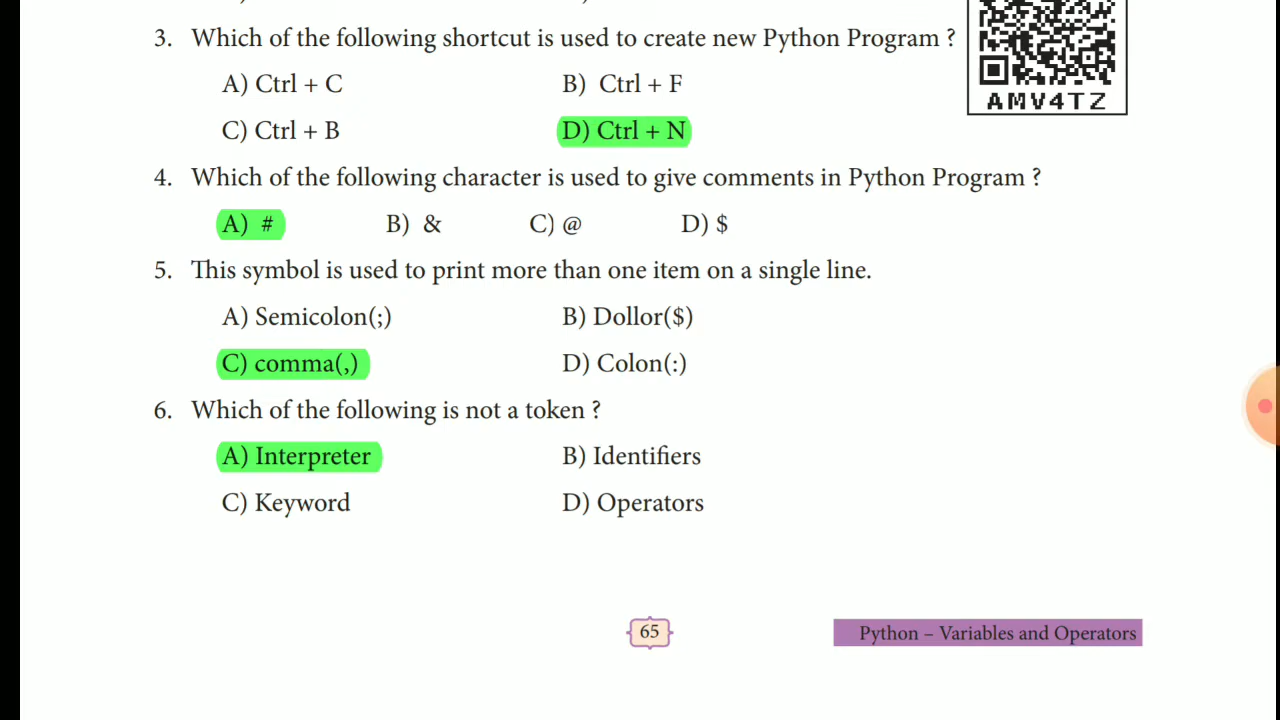 3. Which of the following shortcut is used to create new Python Program ?
A) Ctrl + C B) Ctrl + F
AMV4TZ
C) Ctrl + B D) Ctrl + N
4. Which of the following character is used to give comments in Python Program ?
A) # B) & C) @ D) $
5. This symbol is used to print more than one item on a single line.
A) Semicolon(;) B) Dollor($)
C) comma(,) D) Colon(:)
6. Which of the following is not a token ?
A) Interpreter B) Identifiers
C) Keyword D) Operators
65 Python – Variables and Operators